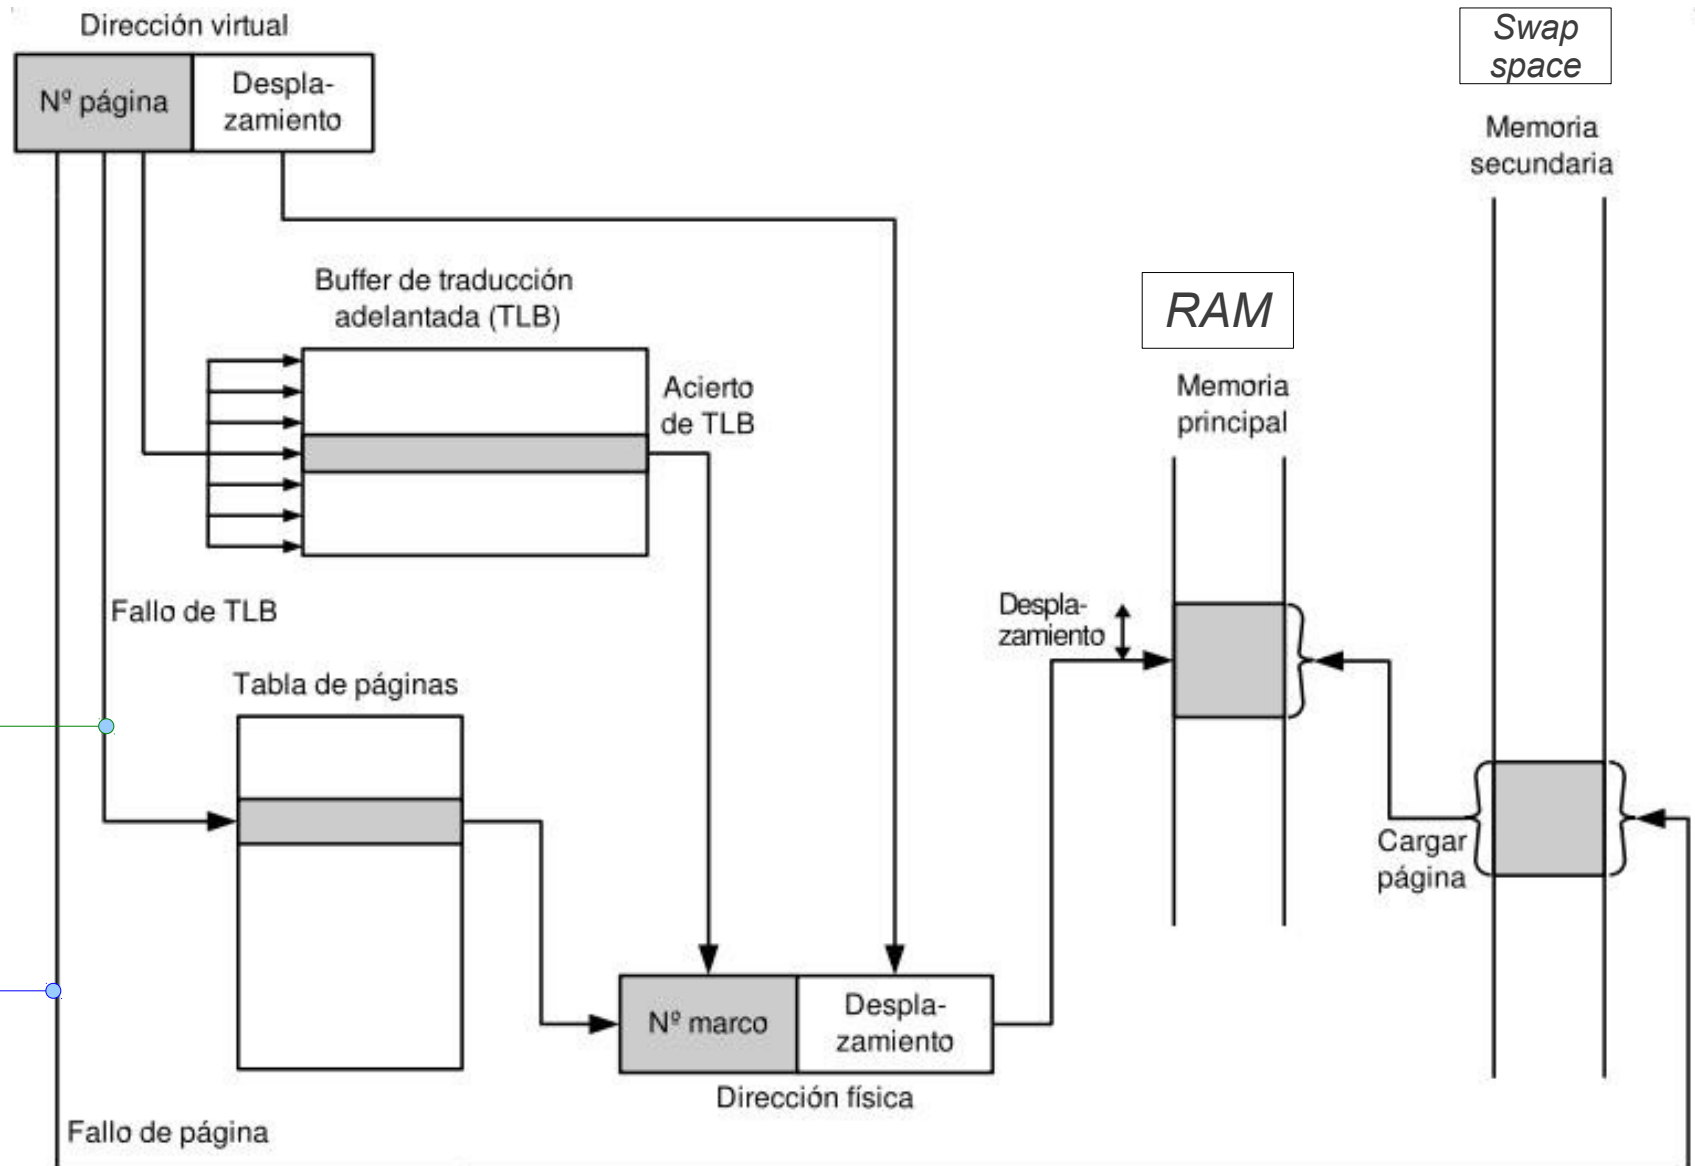 Dirección virtual
Nº página
Despla-
zamiento
Swap
space
Memoria
secundaria
Buffer de traducción
adelantada (TLB)
Acierto
de TLB
RAM
Memoria
principal
Fallo de TLB
Despla-
zamiento
Tabla de páginas
Cargar
página
Nº marco
Despla-
zamiento
Dirección física
Fallo de página